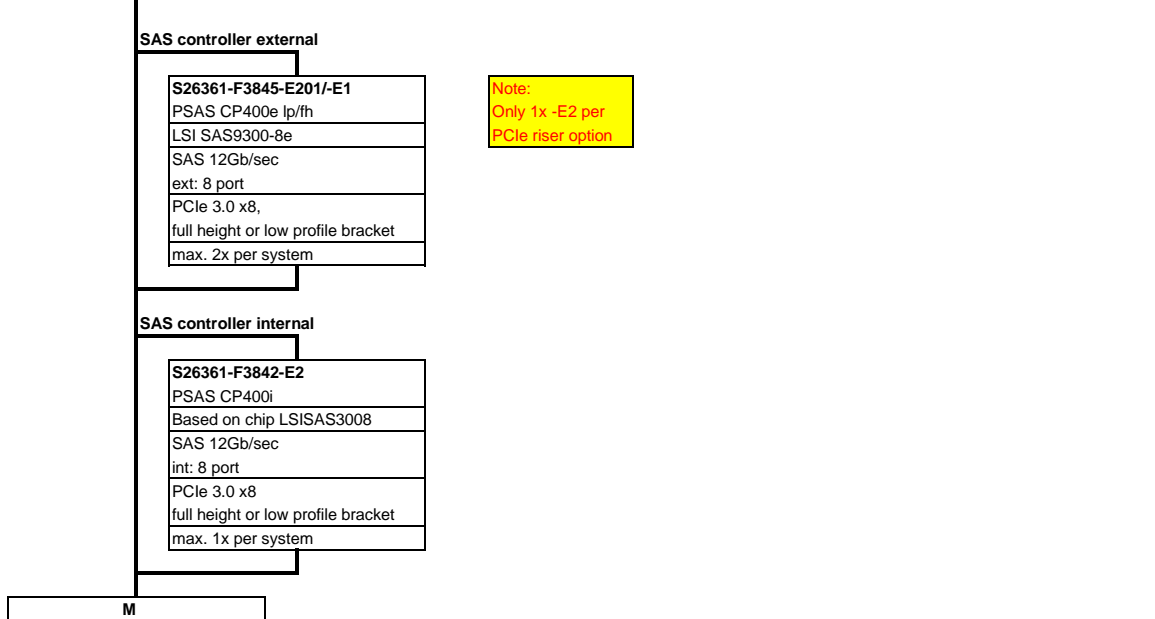 SAS controller external
S26361-F3845-E201/-E1
PSAS CP400e lp/fh
LSI SAS9300-8e
SAS 12Gb/sec
ext: 8 port
PCIe 3.0 x8,
full height or low profile bracket
max. 2x per system
Note:
Only 1x -E2 per
PCIe riser option
SAS controller internal
S26361-F3842-E2
PSAS CP400i
Based on chip LSISAS3008
SAS 12Gb/sec
int: 8 port
PCIe 3.0 x8
full height or low profile bracket
max. 1x per system
M